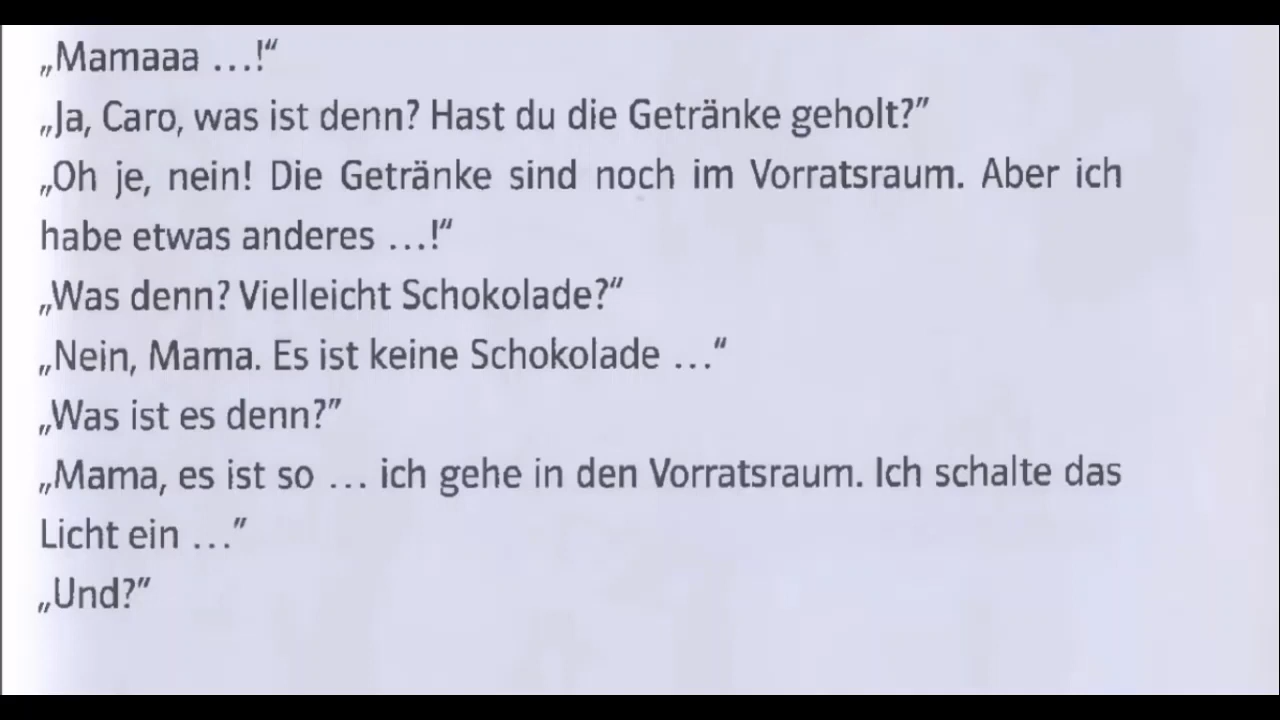 „Mamaaa …!“
„Ja, Caro, was ist denn? Hast du die Getränke geholt?”
„Oh je, nein! Die Getränke sind noch im Vorratsraum. Aber ich
habe etwas anderes …!“
„Was denn? Vielleicht Schokolade?”
„Nein, Mama. Es ist keine Schokolade …“
„Was ist es denn?”
„Mama, es ist so … ich gehe in den Vorratsraum. Ich schalte das
Licht ein …”
„Und?”